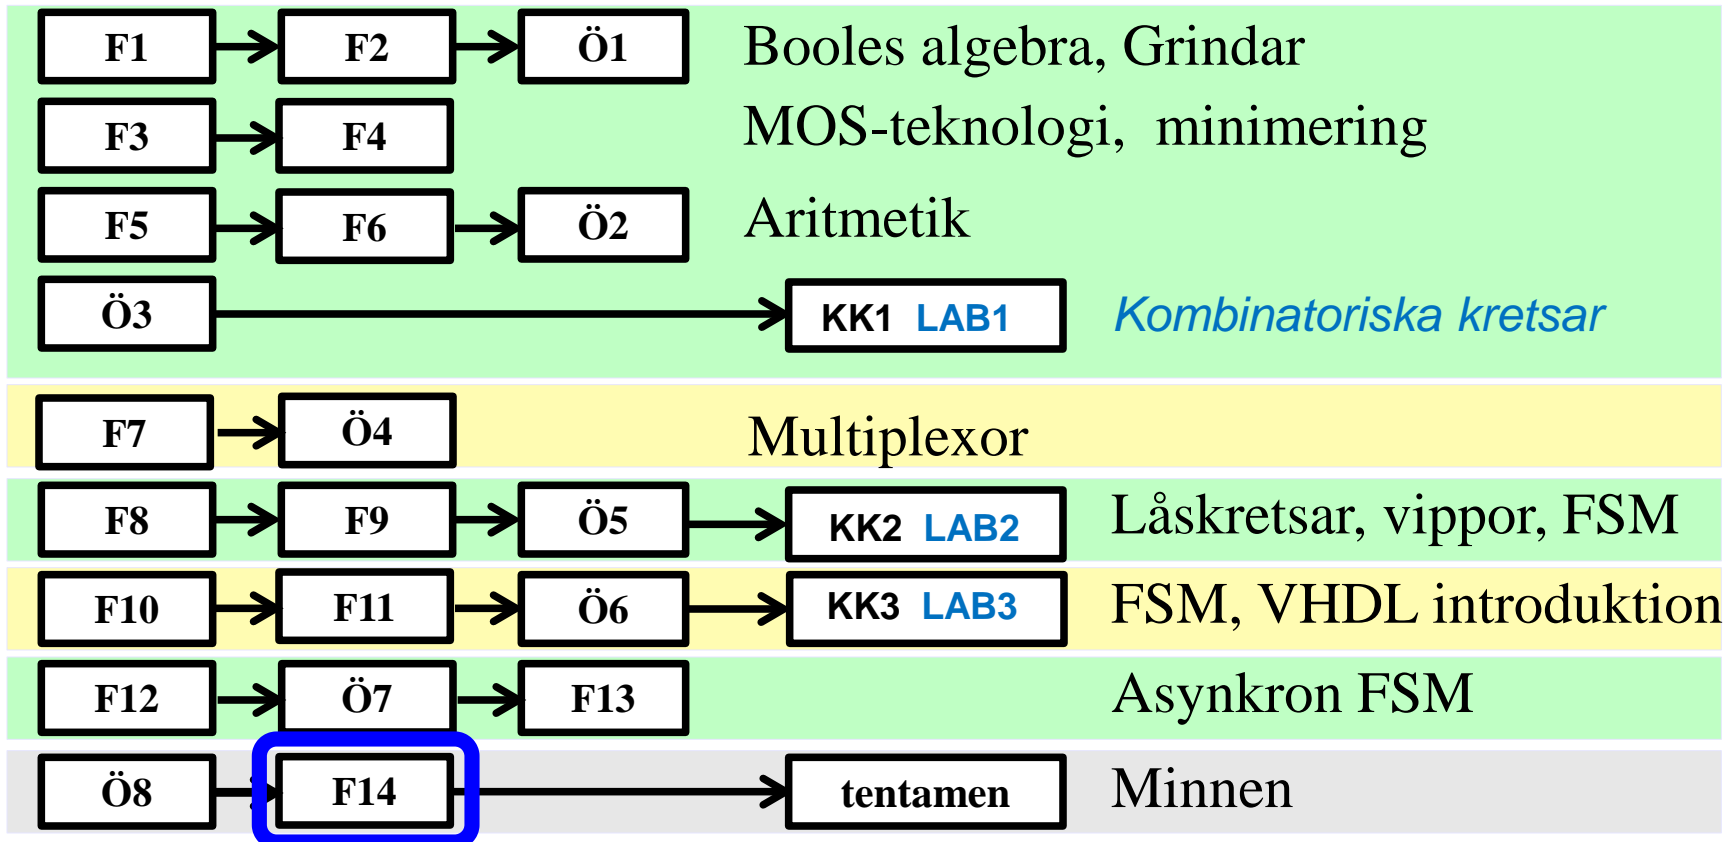 F1 F2 Ö1 Booles algebra, Grindar
F3 F4 MOS-teknologi, minimering
F5 F6 Ö2 Aritmetik
Ö3 KK1 LAB1 Kombinatoriska kretsar
F7 Ö4 Multiplexor
F8 F9 Ö5 KK2 LAB2 Låskretsar, vippor, FSM
F10 F11 Ö6 KK3 LAB3 FSM, VHDL introduktion
F12 Ö7 F13 Asynkron FSM
Ö8 F14 tentamen Minnen